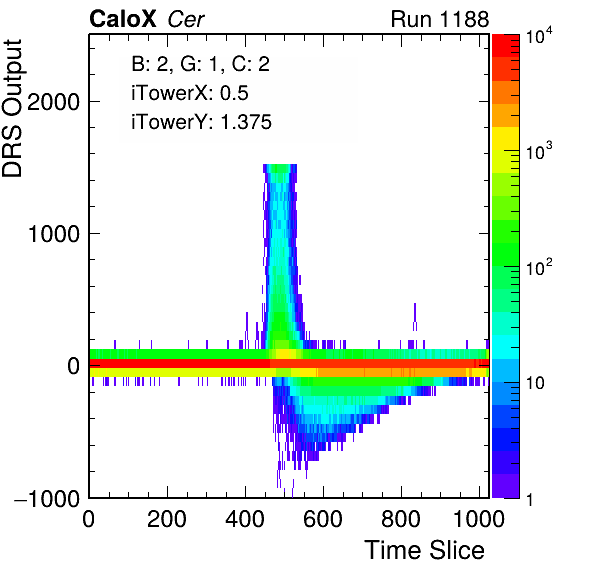 CaloX Cer Run 1188
DRS Output
B: 2, G: 1, C: 2
iTowerX: 0.5
iTowerY: 1.375
2000
1000
0
−1000
0 200 400 600 800 1000
Time Slice
10^4
10^3
10^2
10
1